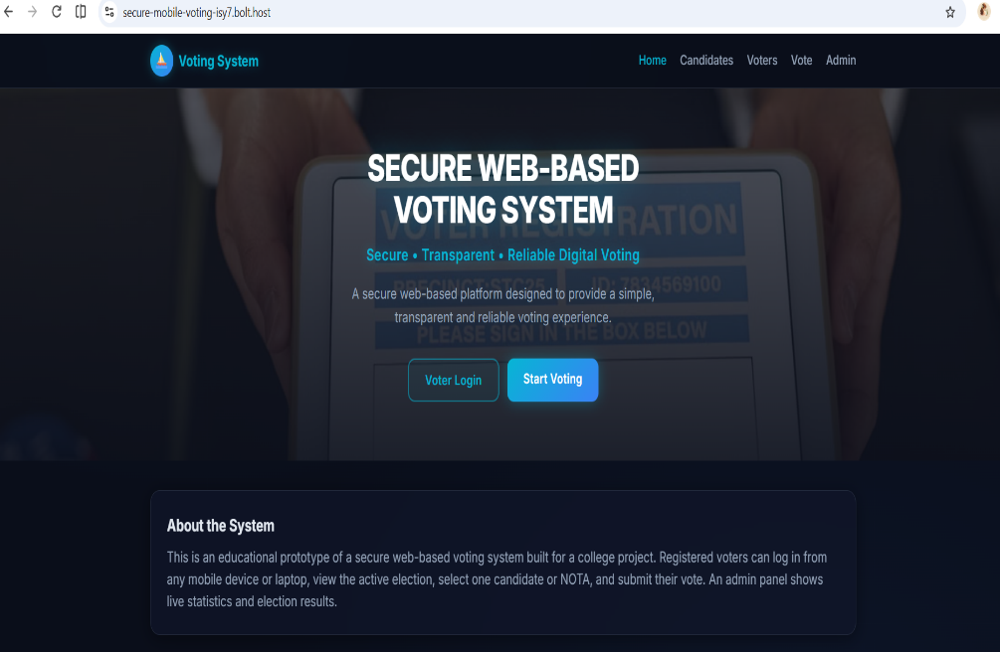 secure-mobile-voting-isy7.bolt.host
Voting System
Home Candidates Voters Vote Admin
SECURE WEB-BASED
VOTING SYSTEM
VOTER REGISTRATION
Secure • Transparent • Reliable Digital Voting
PRECINCT:STC25 ID: 7834569100
A secure web-based platform designed to provide a simple,
transparent and reliable voting experience.
PLEASE SIGN IN THE BOX BELOW
Voter Login Start Voting
About the System
This is an educational prototype of a secure web-based voting system built for a college project. Registered voters can log in from
any mobile device or laptop, view the active election, select one candidate or NOTA, and submit their vote. An admin panel shows
live statistics and election results.